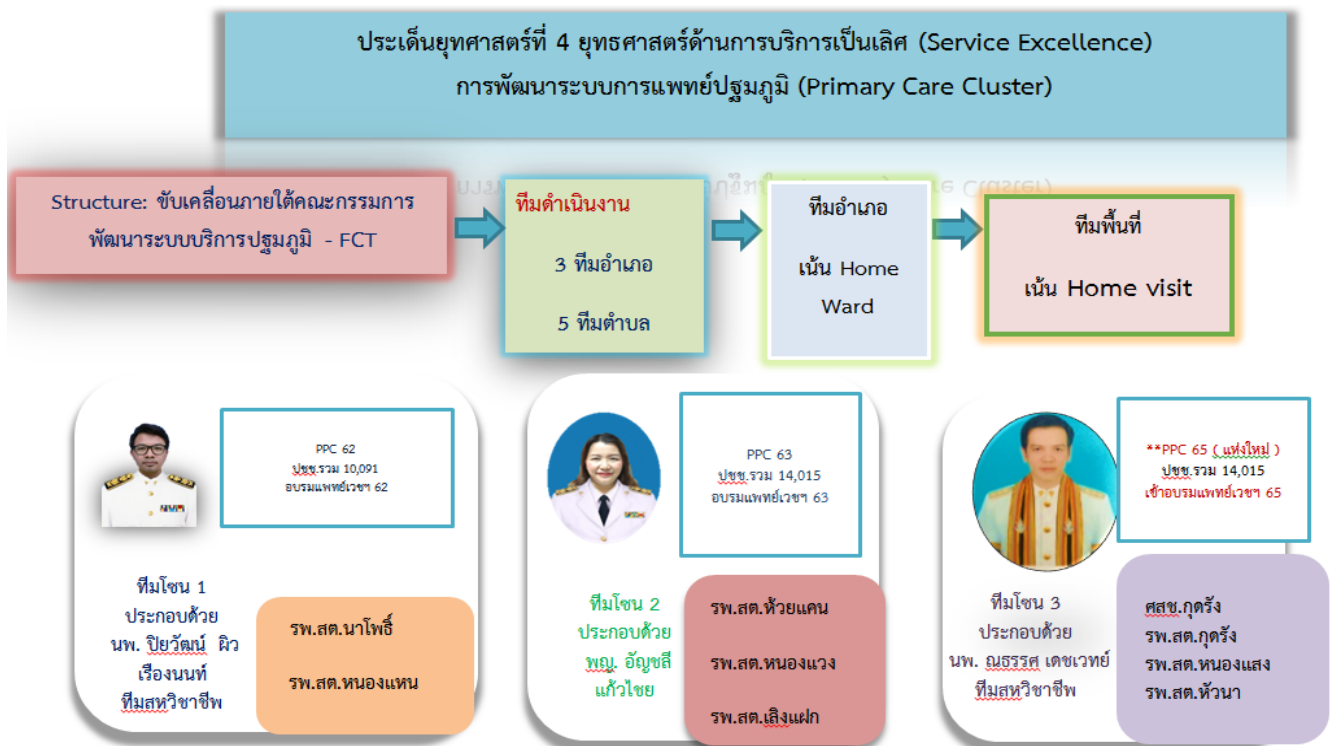 ประเด็นยุทศาสตร์ที่ 4 ยุทธศาสตร์ด้านการบริการเป็นเลิศ (Service Excellence)
การพัฒนาระบบการแพทย์ปฐมภูมิ (Primary Care Cluster)
Structure: ขับเคลื่อนภายใต้คณะกรรมการ
พัฒนาระบบบริการปฐมภูมิ - FCT
ทีมดำเนินงาน
3 ทีมอำเภอ
5 ทีมตำบล
ทีมอำเภอ
เน้น Home
Ward
ทีมพื้นที่
เน้น Home visit
PPC 62
ปชช.รวม 10,091
อบรมแพทย์เวชฯ 62
ทีมโซน 1
ประกอบด้วย
นพ. ปิยวัฒน์ ผิว
เรืองนนท์
ทีมสหวิชาชีพ
รพ.สต.นาโพธิ์
รพ.สต.หนองแหน
PPC 63
ปชช.รวม 14,015
อบรมแพทย์เวชฯ 63
ทีมโซน 2
ประกอบด้วย
พญ. อัญชลี
แก้วไชย
รพ.สต.ห้วยแคน
รพ.สต.หนองแวง
รพ.สต.เลิงแฝก
**PPC 65 ( แห่งใหม่ )
ปชช.รวม 14,015
เข้าอบรมแพทย์เวชฯ 65
ทีมโซน 3
ประกอบด้วย
นพ. ณธรรศ เดชเวทย์
ทีมสหวิชาชีพ
ศสช.กุดรัง
รพ.สต.กุดรัง
รพ.สต.หนองแสง
รพ.สต.หัวนา